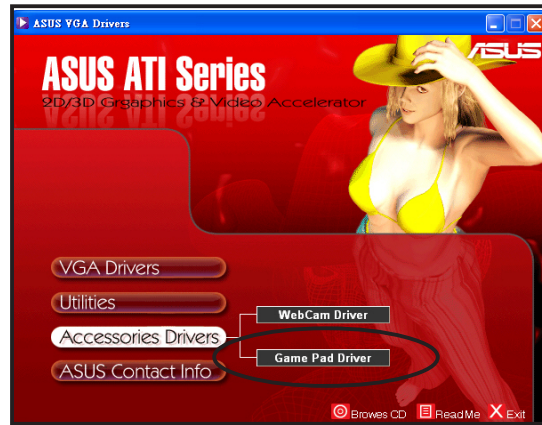 ASUS VGA Drivers
ASUS
ASUS ATI Series
2D/3D Grgaphics & Video Accelerator
VGA Drivers
Utilities
Accessories Drivers
WebCam Driver
Game Pad Driver
ASUS Contact Info
Browes CD
ReadMe
X Exit